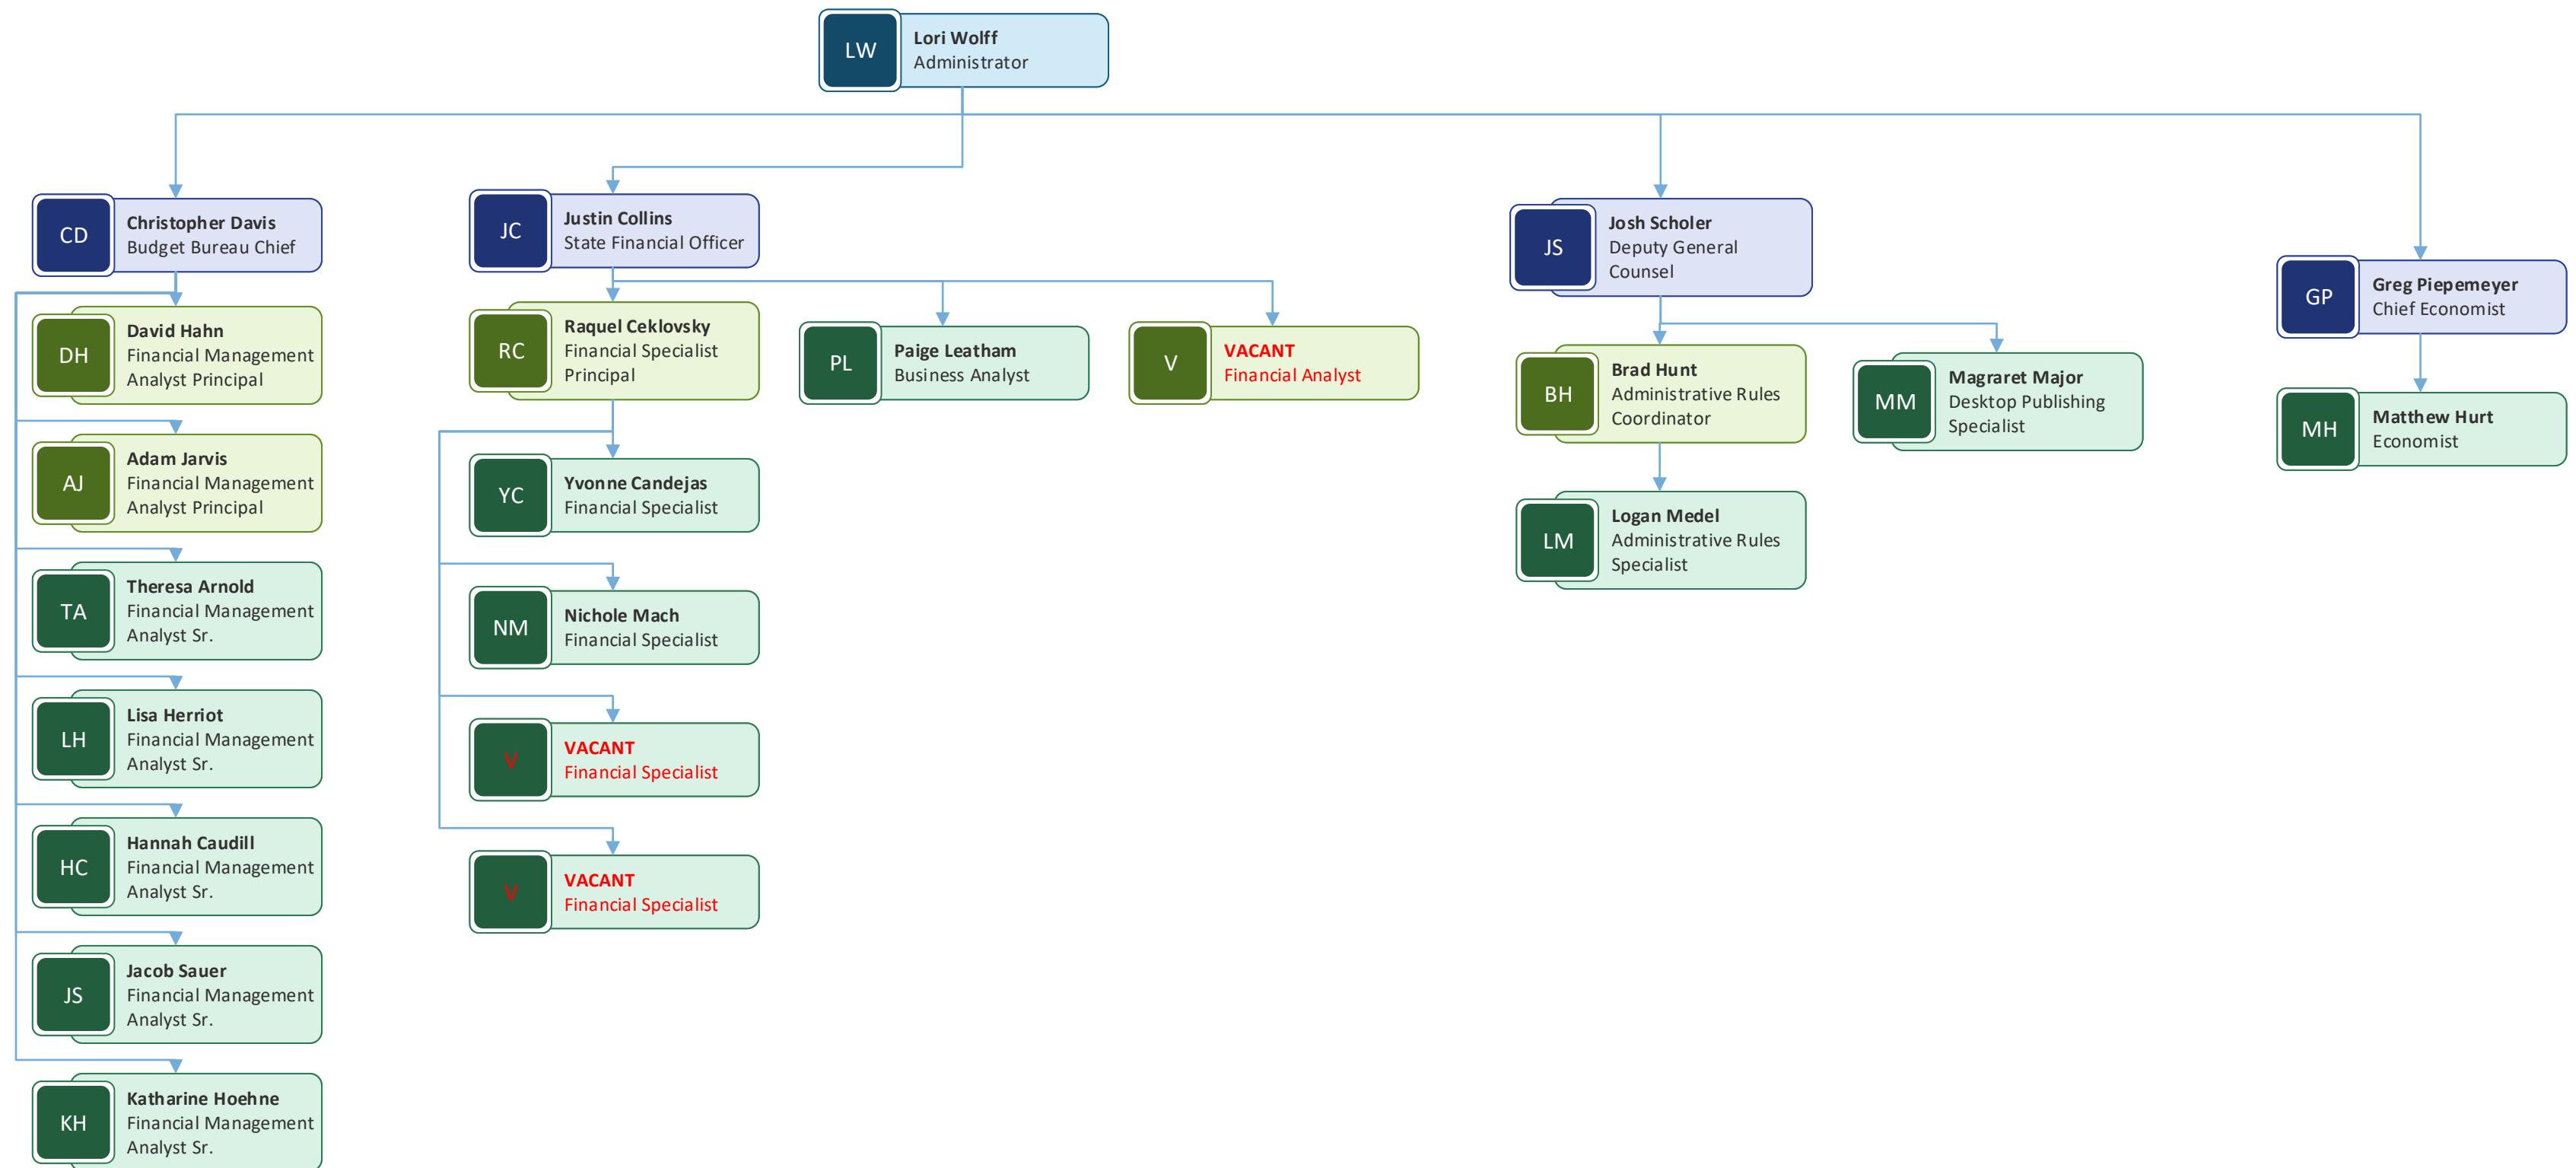 LW
Lori Wolff
Administrator
CD
Christopher Davis
Budget Bureau Chief
DH
David Hahn
Financial Management
Analyst Principal
AJ
Adam Jarvis
Financial Management
Analyst Principal
TA
Theresa Arnold
Financial Management
Analyst Sr.
LH
Lisa Herriot
Financial Management
Analyst Sr.
HC
Hannah Caudill
Financial Management
Analyst Sr.
JS
Jacob Sauer
Financial Management
Analyst Sr.
KH
Katharine Hoehne
Financial Management
Analyst Sr.
JC
Justin Collins
State Financial Officer
RC
Raquel Ceklovsky
Financial Specialist
Principal
YC
Yvonne Candejas
Financial Specialist
NM
Nichole Mach
Financial Specialist
V
VACANT
Financial Specialist
V
VACANT
Financial Specialist
PL
Paige Leatham
Business Analyst
V
VACANT
Financial Analyst
JS
Josh Scholer
Deputy General
Counsel
BH
Brad Hunt
Administrative Rules
Coordinator
LM
Logan Medel
Administrative Rules
Specialist
MM
Magraret Major
Desktop Publishing
Specialist
GP
Greg Piepemeyer
Chief Economist
MH
Matthew Hurt
Economist